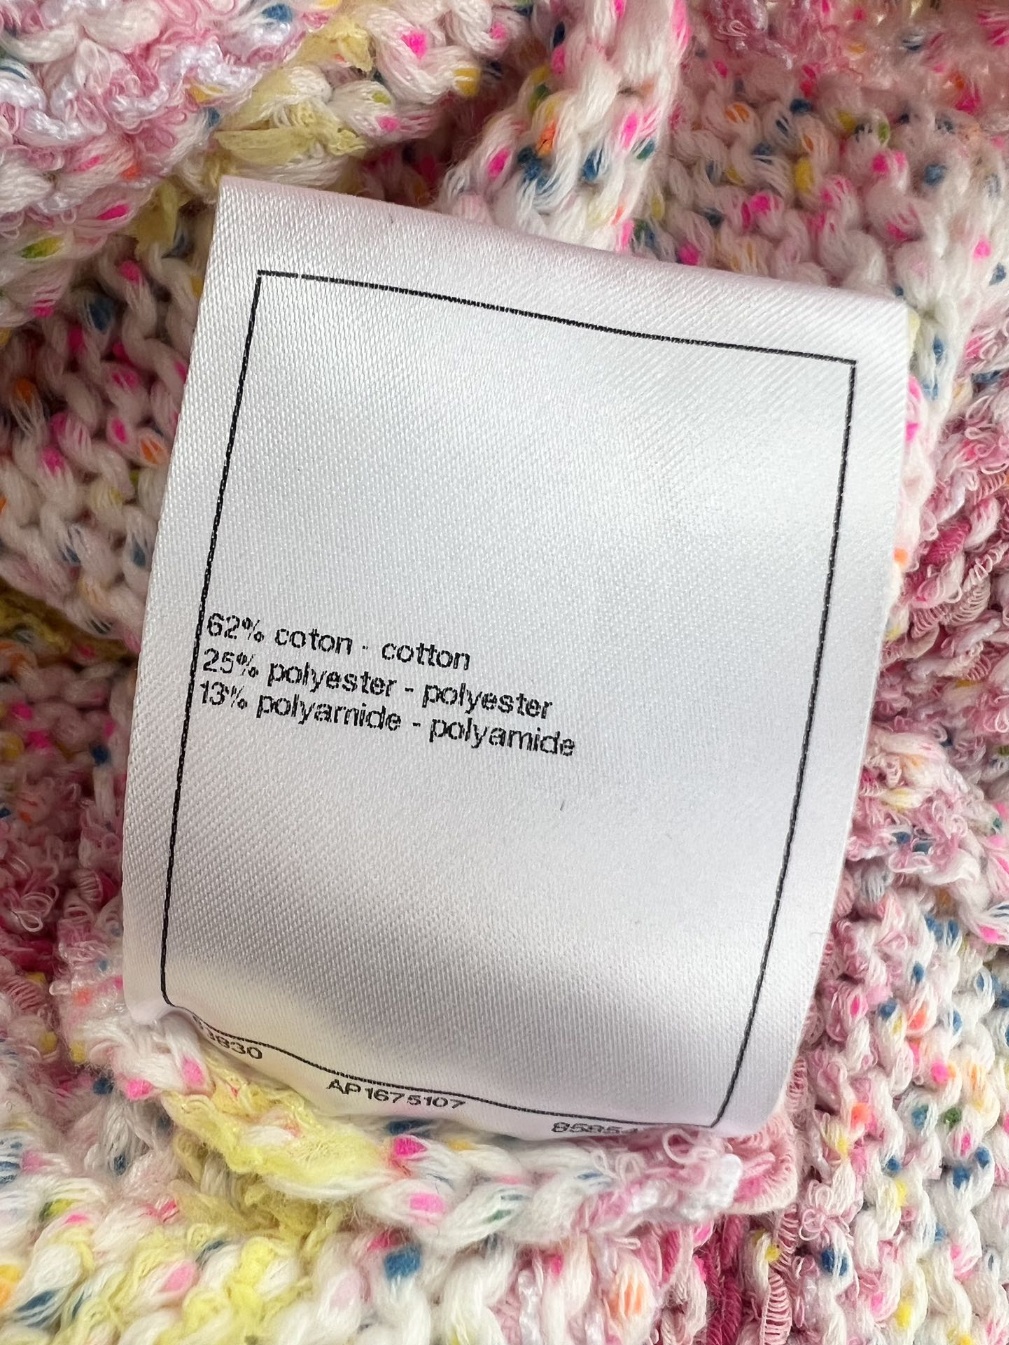 62% coton - cotton
25% polyester - polyester
13% polyamide - polyamide
AP1675107